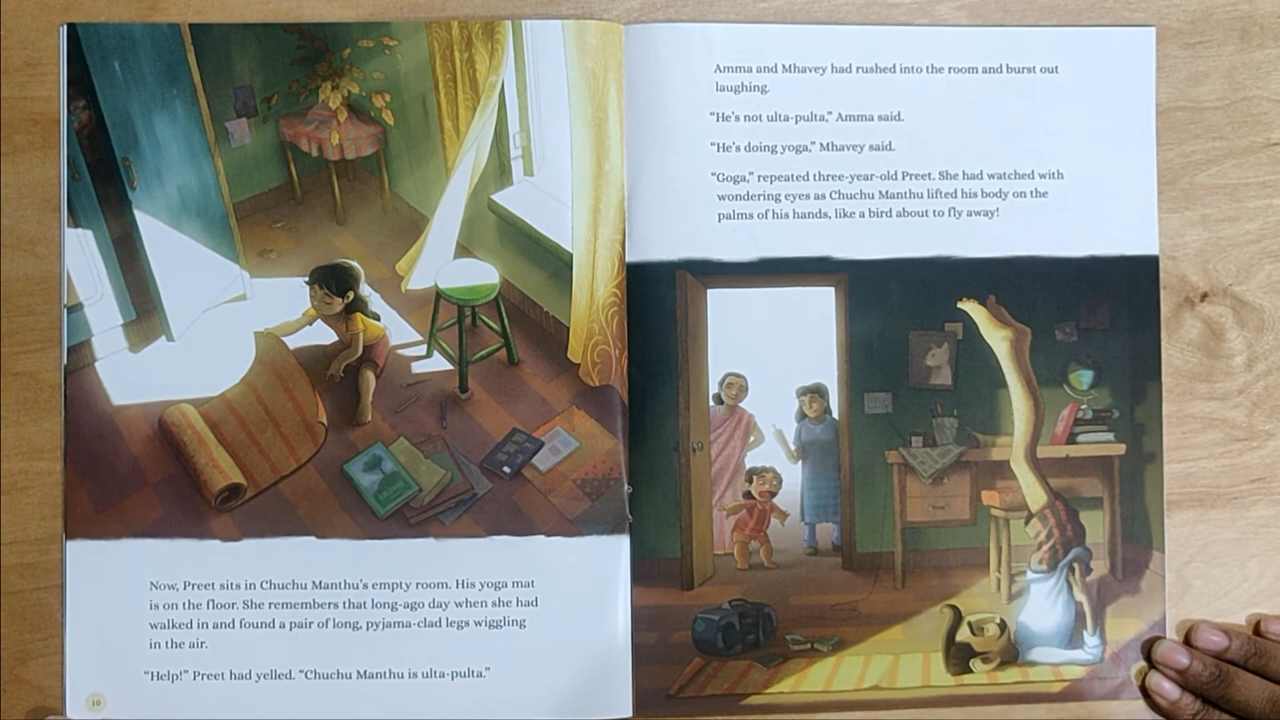 Now, Preet sits in Chuchu Manthu's empty room. His yoga mat
is on the floor. She remembers that long-ago day when she had
walked in and found a pair of long, pyjama-clad legs wiggling
in the air.
“Help!” Preet had yelled. “Chuchu Manthu is ulta-pulta.”
10
Amma and Mhavey had rushed into the room and burst out
laughing.
“He's not ulta-pulta,” Amma said.
“He's doing yoga,” Mhavey said.
“Goga,” repeated three-year-old Preet. She had watched with
wondering eyes as Chuchu Manthu lifted his body on the
palms of his hands, like a bird about to fly away!